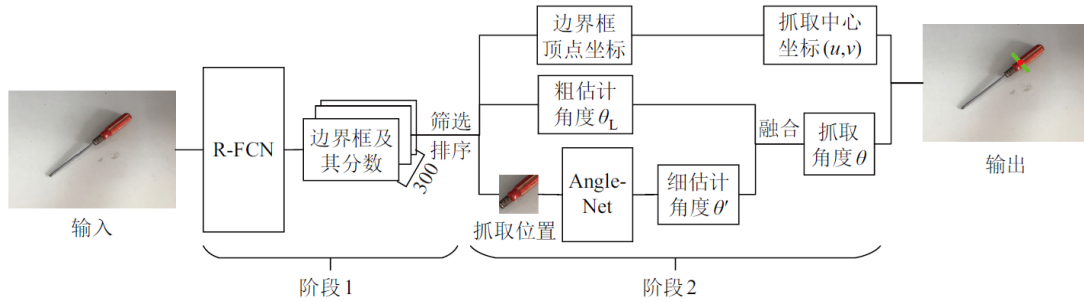 输入
R-FCN
边界框及
其分数
300
筛选
排序
阶段1
边界框
顶点坐标
粗估计
角度θL
抓取位置
Angle-
Net
细估计
角度θ′
融合
抓取中心
坐标(u,v)
抓取
角度θ
阶段2
输出